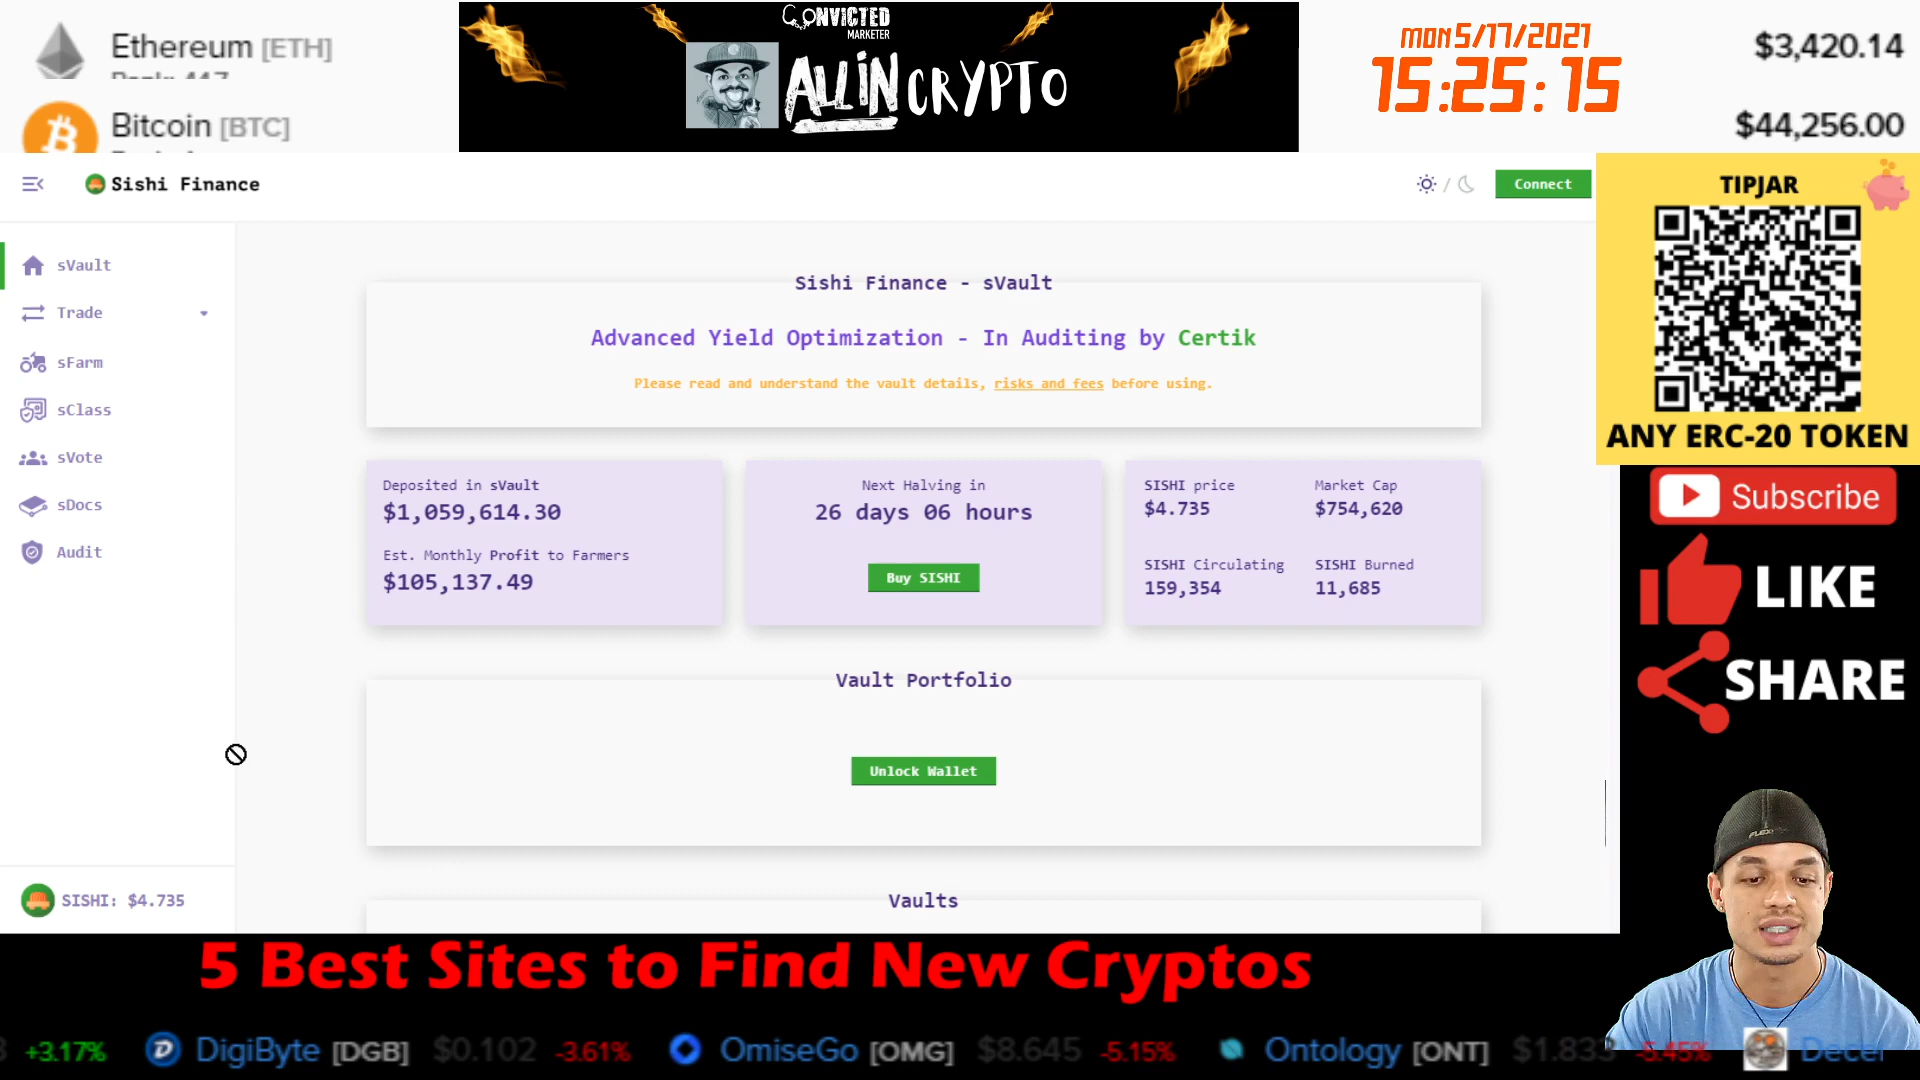 Ethereum [ETH]
Bitcoin [BTC]
CONVICTED
MARKETER
ALLIN CRYPTO
MON 5/17/2021
15:25:15
$3,420.14
$44,256.00
Sishi Finance
Connect
TIPJAR
ANY ERC-20 TOKEN
sVault
Trade
sFarm
sClass
sVote
sDocs
Audit
SISHI: $4.735
Sishi Finance - sVault
Advanced Yield Optimization - In Auditing by Certik
Please read and understand the vault details, risks and fees before using.
Deposited in sVault
$1,059,614.30
Est. Monthly Profit to Farmers
$105,137.49
Next Halving in
26 days 06 hours
Buy SISHI
SISHI price
$4.735
Market Cap
$754,620
SISHI Circulating
159,354
SISHI Burned
11,685
Vault Portfolio
Unlock Wallet
Vaults
Subscribe
LIKE
SHARE
5 Best Sites to Find New Cryptos
+3.17% DigiByte [DGB] $0.102 -3.61% OmiseGo [OMG] $8.645 -5.15% Ontology [ONT] $1.833 -5.45%